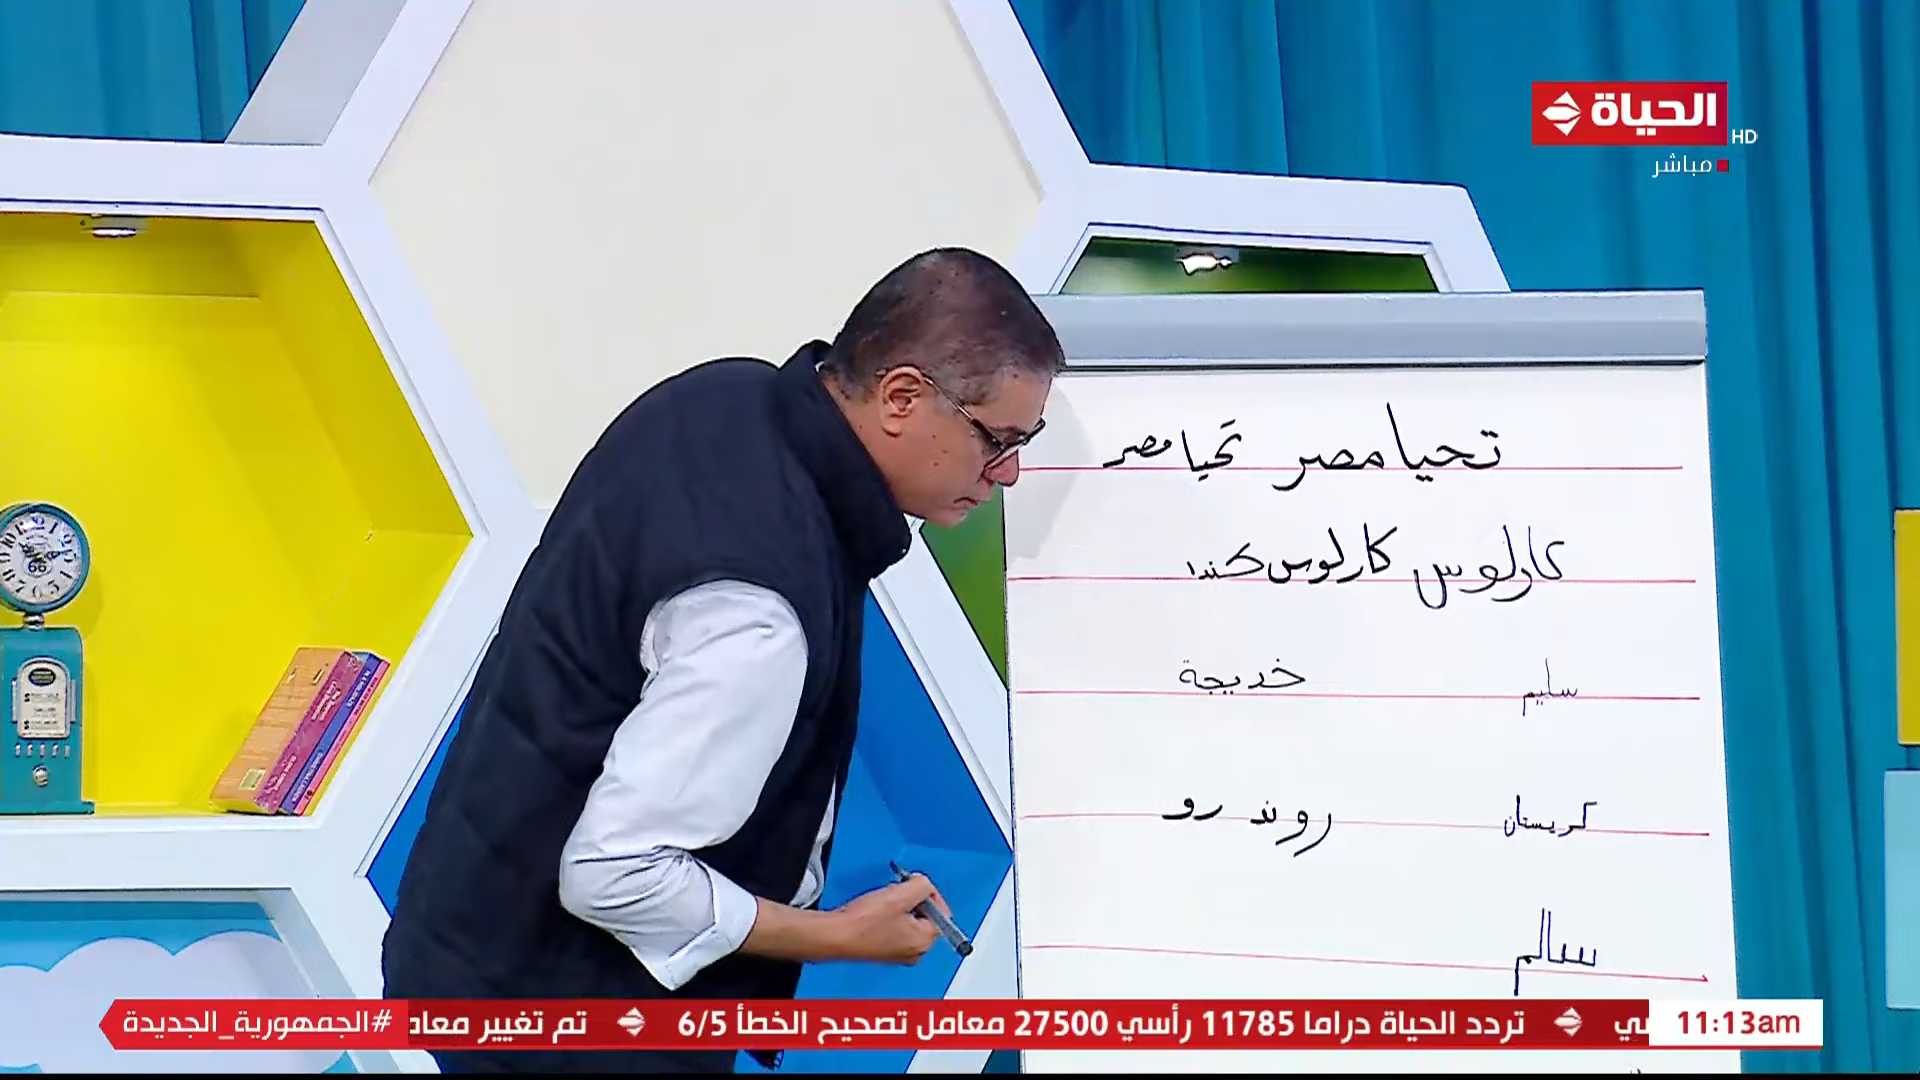 الحياة
HD
مباشر
تحيا مصر تحيا مصر
كارلوس كارلوس كندا
سليم خديجة
كريستان روند رو
سالم
11:13am
تردد الحياة دراما 11785 رأسي 27500 معامل تصحيح الخطأ 6/5 تم تغيير معام
#الجمهورية_الجديدة